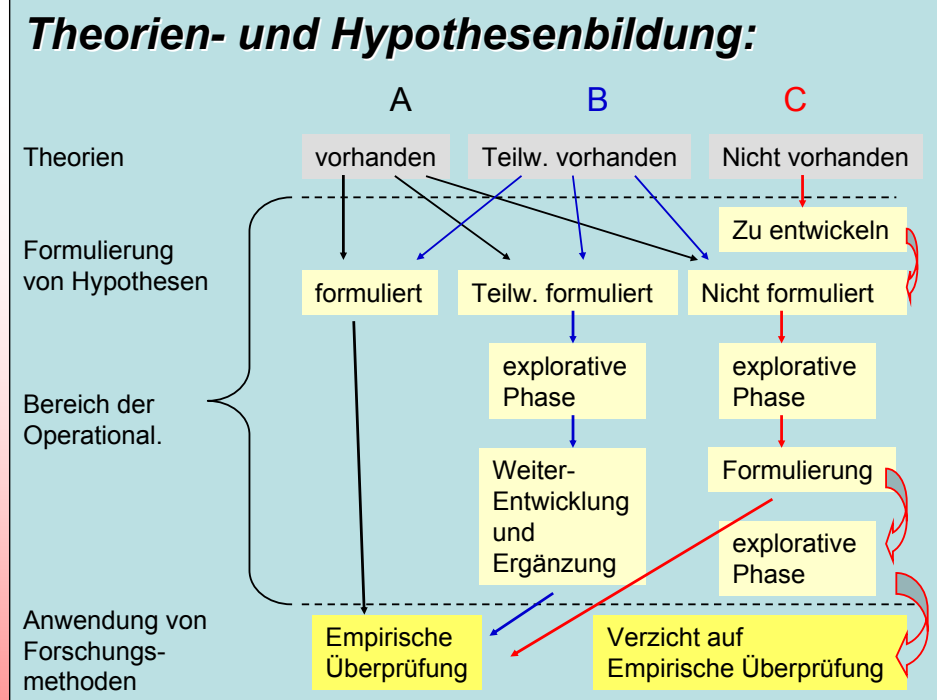 Theorien- und Hypothesenbildung:
A B C
Theorien vorhanden Teilw. vorhanden Nicht vorhanden
Zu entwickeln
Formulierung
von Hypothesen
formuliert Teilw. formuliert Nicht formuliert
explorative
Phase
explorative
Phase
Bereich der
Operational.
Weiter-
Entwicklung
und
Ergänzung
Formulierung
explorative
Phase
Anwendung von
Forschungs-
methoden
Empirische
Überprüfung
Verzicht auf
Empirische Überprüfung